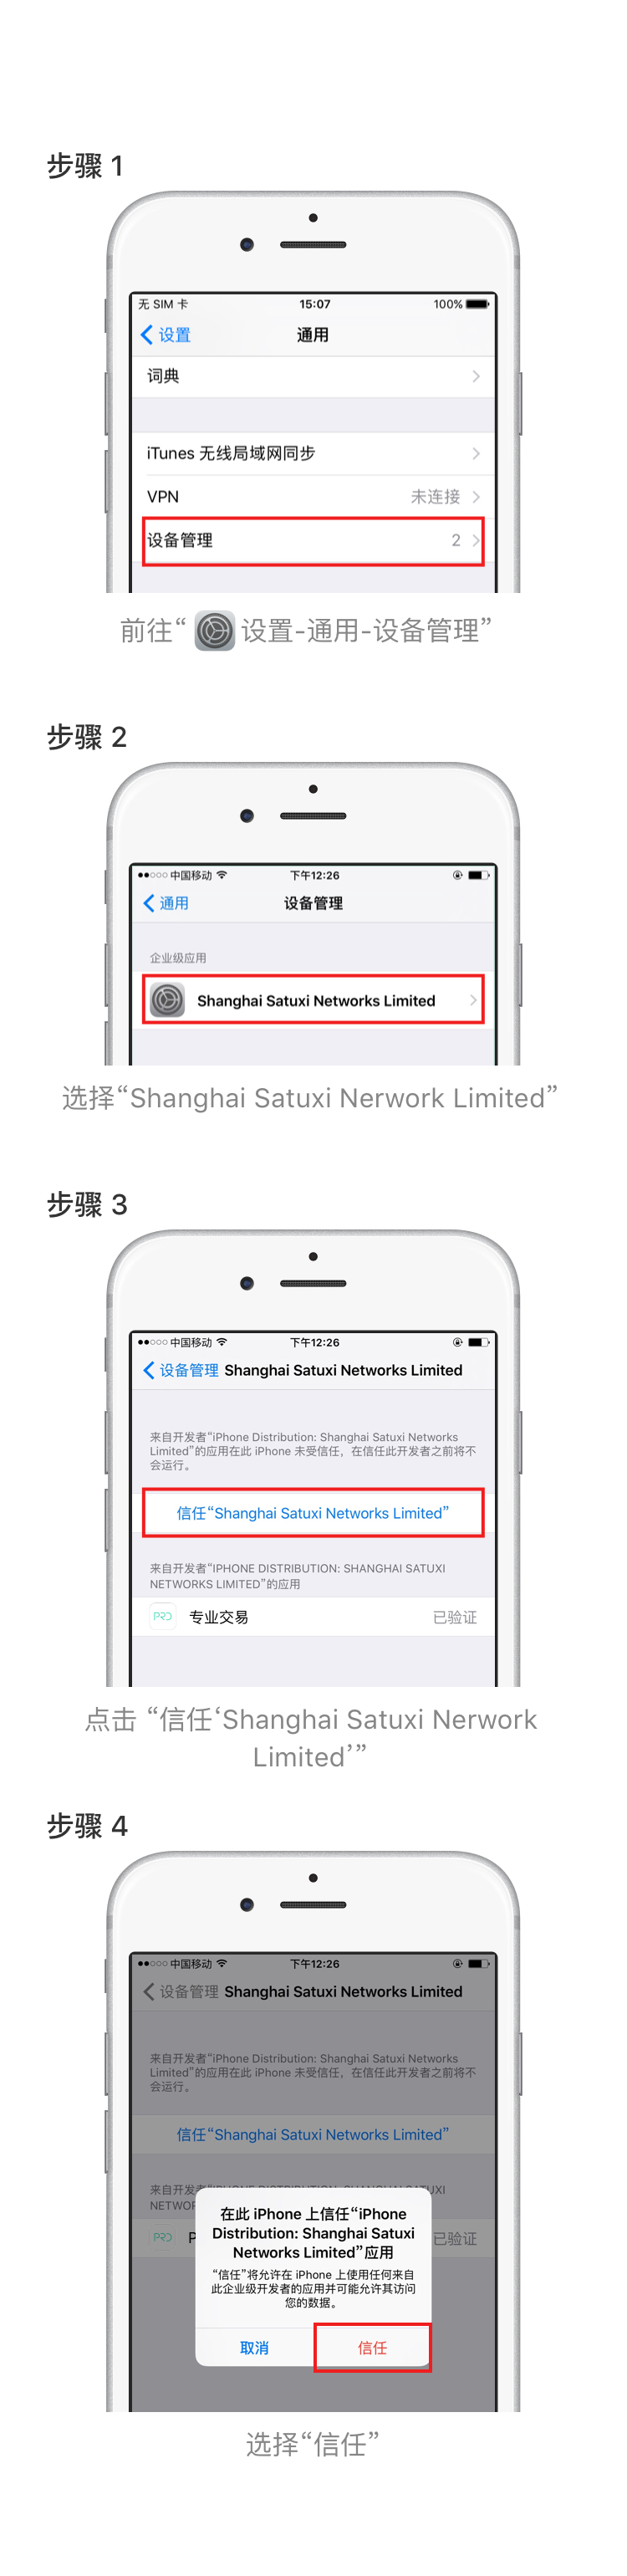 步骤 1
无 SIM 卡 15:07 100%
设置 通用
词典
iTunes 无线局域网同步
VPN 未连接
设备管理 2
前往“ 设置-通用-设备管理”
步骤 2
中国移动 下午12:26
通用 设备管理
企业级应用
Shanghai Satuxi Networks Limited
选择“Shanghai Satuxi Nerwork Limited”
步骤 3
中国移动 下午12:26
设备管理 Shanghai Satuxi Networks Limited
来自开发者“iPhone Distribution: Shanghai Satuxi Networks
Limited”的应用在此 iPhone 未受信任，在信任此开发者之前将不
会运行。
信任“Shanghai Satuxi Networks Limited”
来自开发者“IPHONE DISTRIBUTION: SHANGHAI SATUXI
NETWORKS LIMITED”的应用
PRO 专业交易 已验证
点击 “信任‘Shanghai Satuxi Nerwork
Limited’”
步骤 4
中国移动 下午12:26
设备管理 Shanghai Satuxi Networks Limited
来自开发者“iPhone Distribution: Shanghai Satuxi Networks
Limited”的应用在此 iPhone 未受信任，在信任此开发者之前将不
会运行。
信任“Shanghai Satuxi Networks Limited”
来自开发者 TUXI
NETWO
PRO P 已验证
在此 iPhone 上信任“iPhone
Distribution: Shanghai Satuxi
Networks Limited”应用
“信任”将允许在 iPhone 上使用任何来自
此企业级开发者的应用并可能允许其访问
您的数据。
取消 信任
选择“信任”